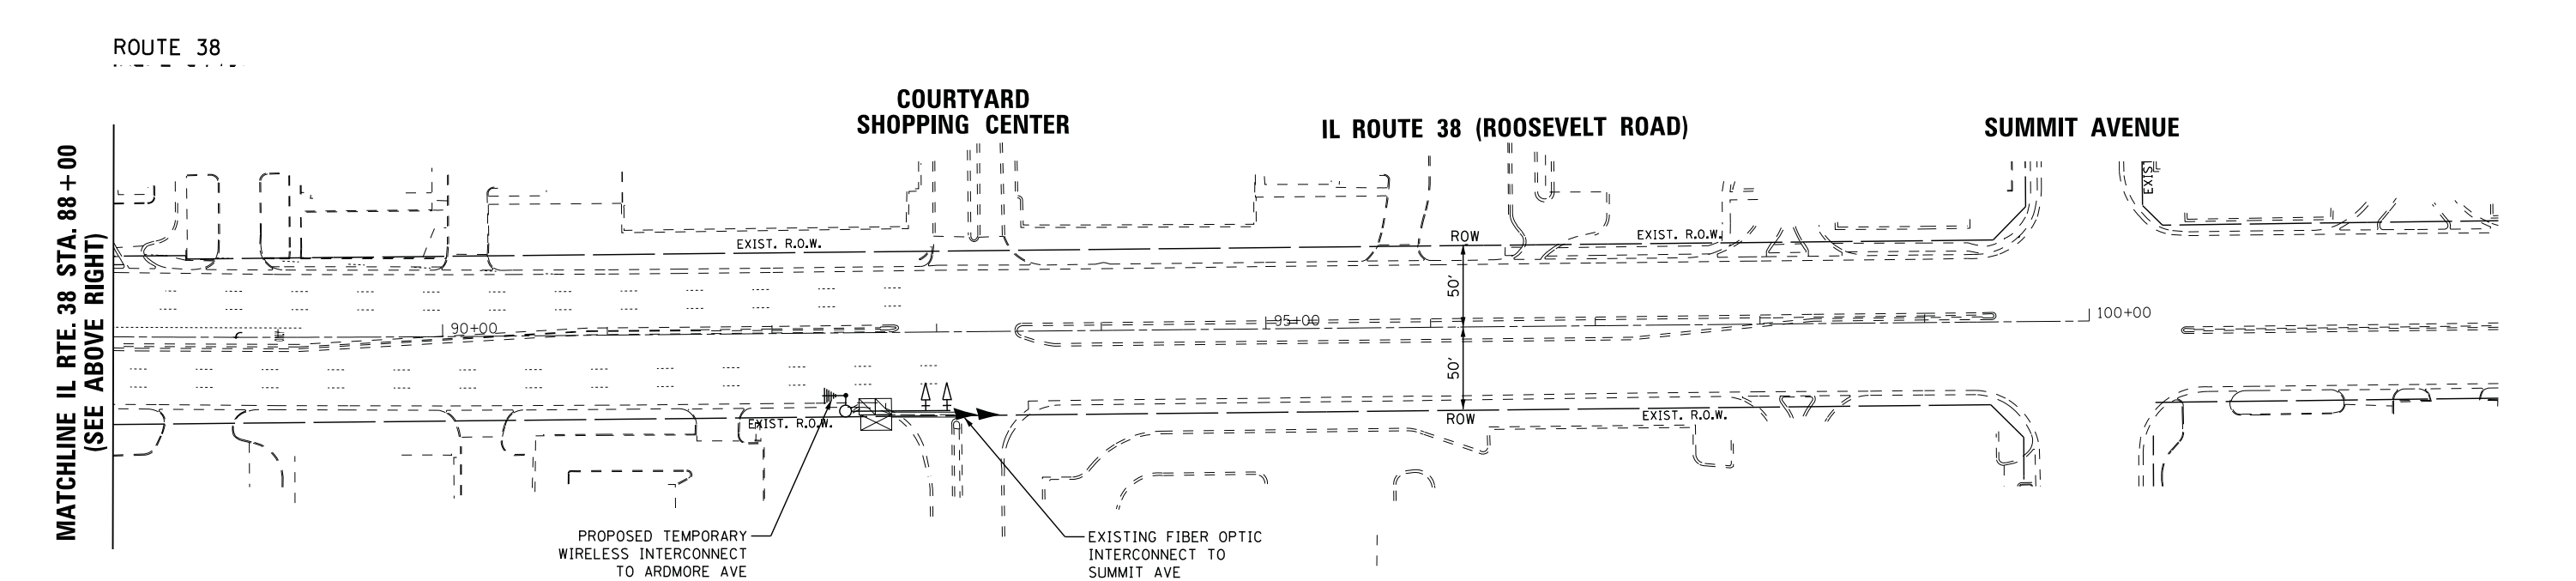 ROUTE 38
COURTYARD
SHOPPING CENTER
IL ROUTE 38 (ROOSEVELT ROAD)
SUMMIT AVENUE
MATCHLINE IL RTE. 38 STA. 88+00
(SEE ABOVE RIGHT)
EXIST.
EXIST. R.O.W.
ROW
EXIST. R.O.W.
50'
90+00
95+00
100+00
50'
EXIST. R.O.W.
ROW
EXIST. R.O.W.
PROPOSED TEMPORARY
WIRELESS INTERCONNECT
TO ARDMORE AVE
EXISTING FIBER OPTIC
INTERCONNECT TO
SUMMIT AVE